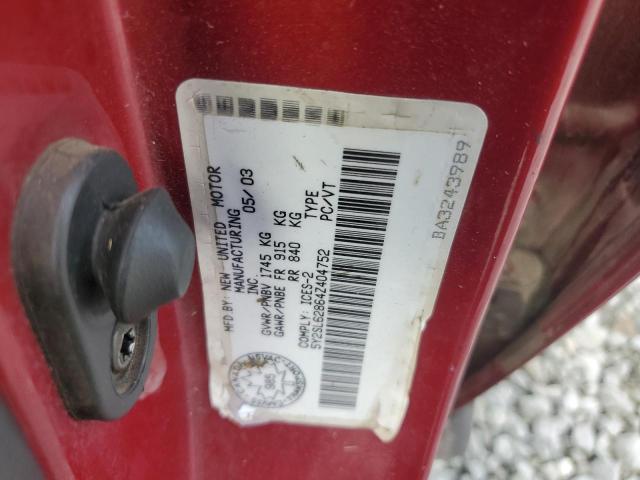 MFD BY: NEW UNITED MOTOR
MANUFACTURING
INC. 05/03
GVWR/PNBV 1745 KG
GAWR/PNBE FR 915 KG
RR 840 KG
COMPLY: ICES-2 TYPE
5Y2SL62864Z404752 PC/VT
BA3243989